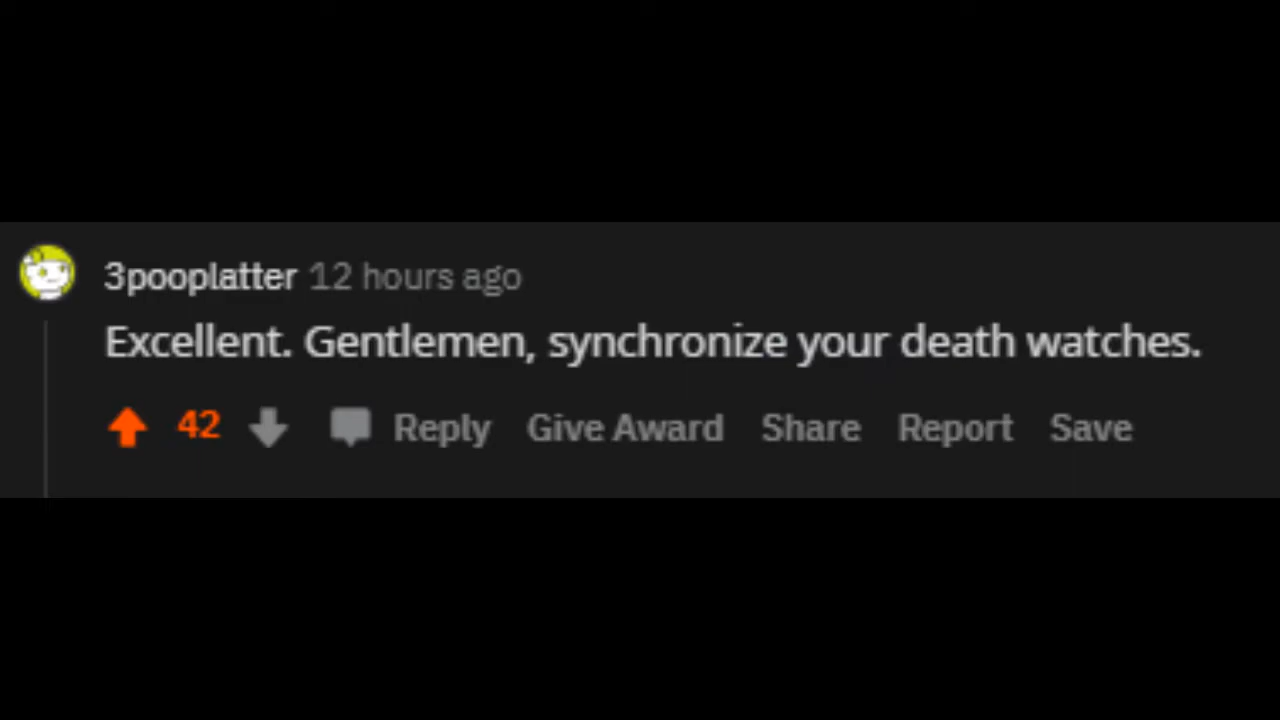 3pooplatter 12 hours ago
Excellent. Gentlemen, synchronize your death watches.
42 Reply Give Award Share Report Save